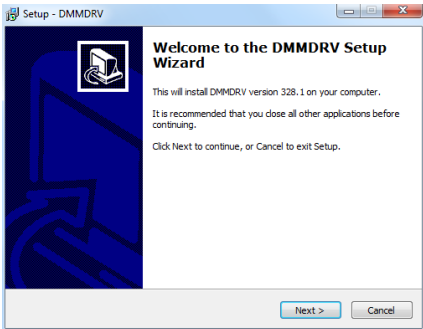 Setup - DMMDRV
Welcome to the DMMDRV Setup
Wizard
This will install DMMDRV version 328.1 on your computer.
It is recommended that you close all other applications before
continuing.
Click Next to continue, or Cancel to exit Setup.
Next >
Cancel